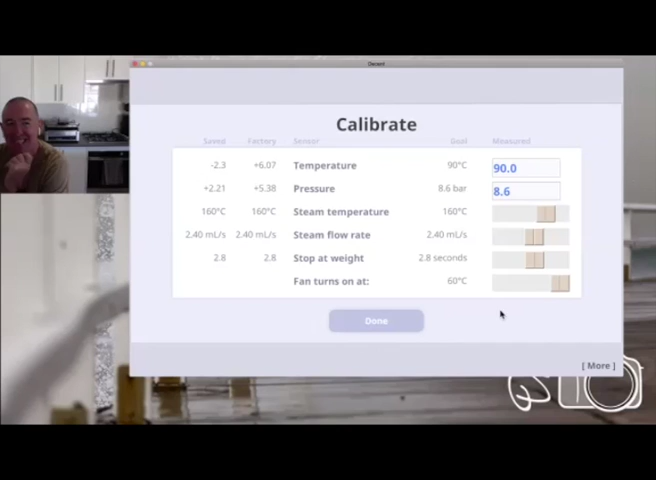 Decent
Calibrate
Saved Factory Sensor Goal Measured
-2.3 +6.07 Temperature 90°C 90.0
+2.21 +5.38 Pressure 8.6 bar 8.6
160°C 160°C Steam temperature 160°C
2.40 mL/s 2.40 mL/s Steam flow rate 2.40 mL/s
2.8 2.8 Stop at weight 2.8 seconds
Fan turns on at: 60°C
Done
[ More ]